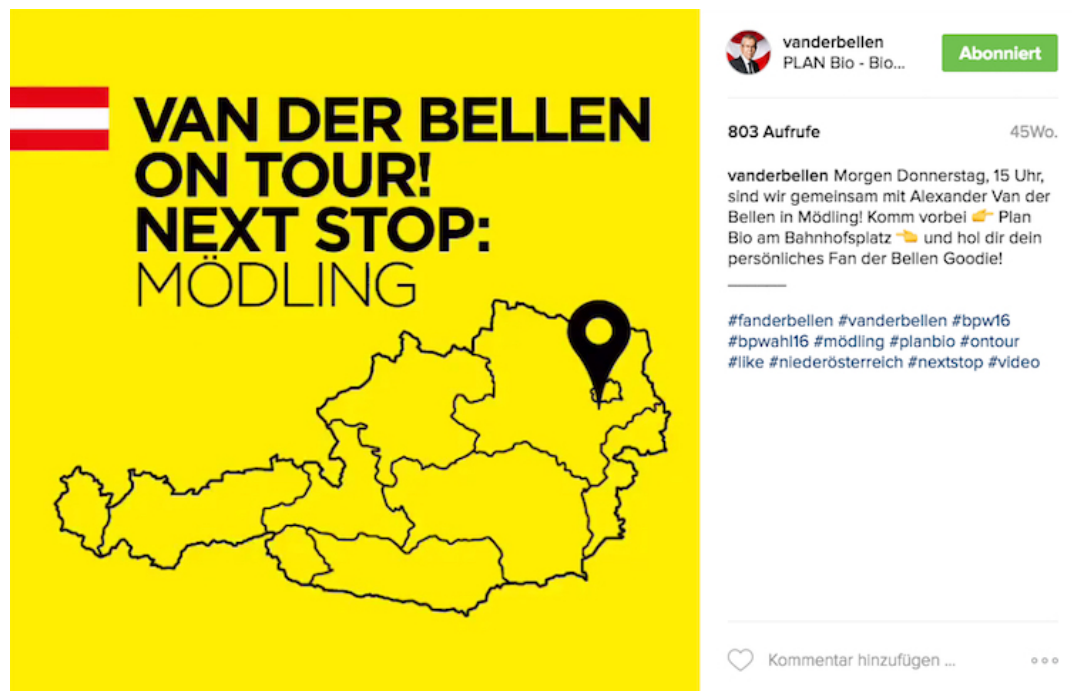 VAN DER BELLEN
ON TOUR!
NEXT STOP:
MÖDLING
vanderbellen
PLAN Bio - Bio...
Abonniert
803 Aufrufe
45Wo.
vanderbellen Morgen Donnerstag, 15 Uhr,
sind wir gemeinsam mit Alexander Van der
Bellen in Mödling! Komm vorbei 👉 Plan
Bio am Bahnhofsplatz 👈 und hol dir dein
persönliches Fan der Bellen Goodie!
#fanderbellen #vanderbellen #bpw16
#bpwahl16 #mödling #planbio #ontour
#like #niederösterreich #nextstop #video
Kommentar hinzufügen ...